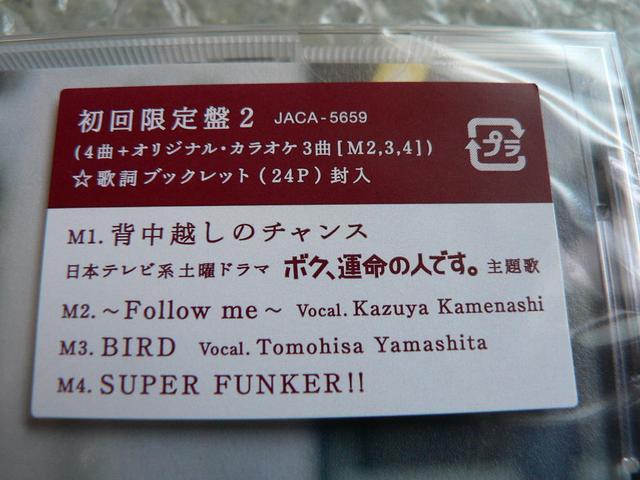 初回限定盤2 JACA-5659
(4曲+オリジナル・カラオケ3曲[M2,3,4])
☆歌詞ブックレット(24P)封入
プラ
M1. 背中越しのチャンス
日本テレビ系土曜ドラマ ボク、運命の人です。 主題歌
M2. ～Follow me～ Vocal. Kazuya Kamenashi
M3. BIRD Vocal. Tomohisa Yamashita
M4. SUPER FUNKER!!